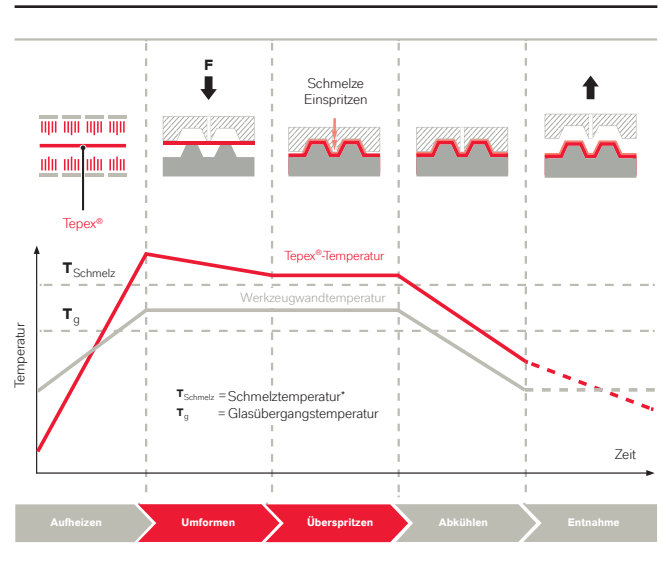 F
Schmelze
Einspritzen
Tepex®
Tepex®-Temperatur
T Schmelz
Werkzeugwandtemperatur
T g
Temperatur
T Schmelz = Schmelztemperatur*
T g = Glasübergangstemperatur
Zeit
Aufheizen
Umformen
Überspritzen
Abkühlen
Entnahme